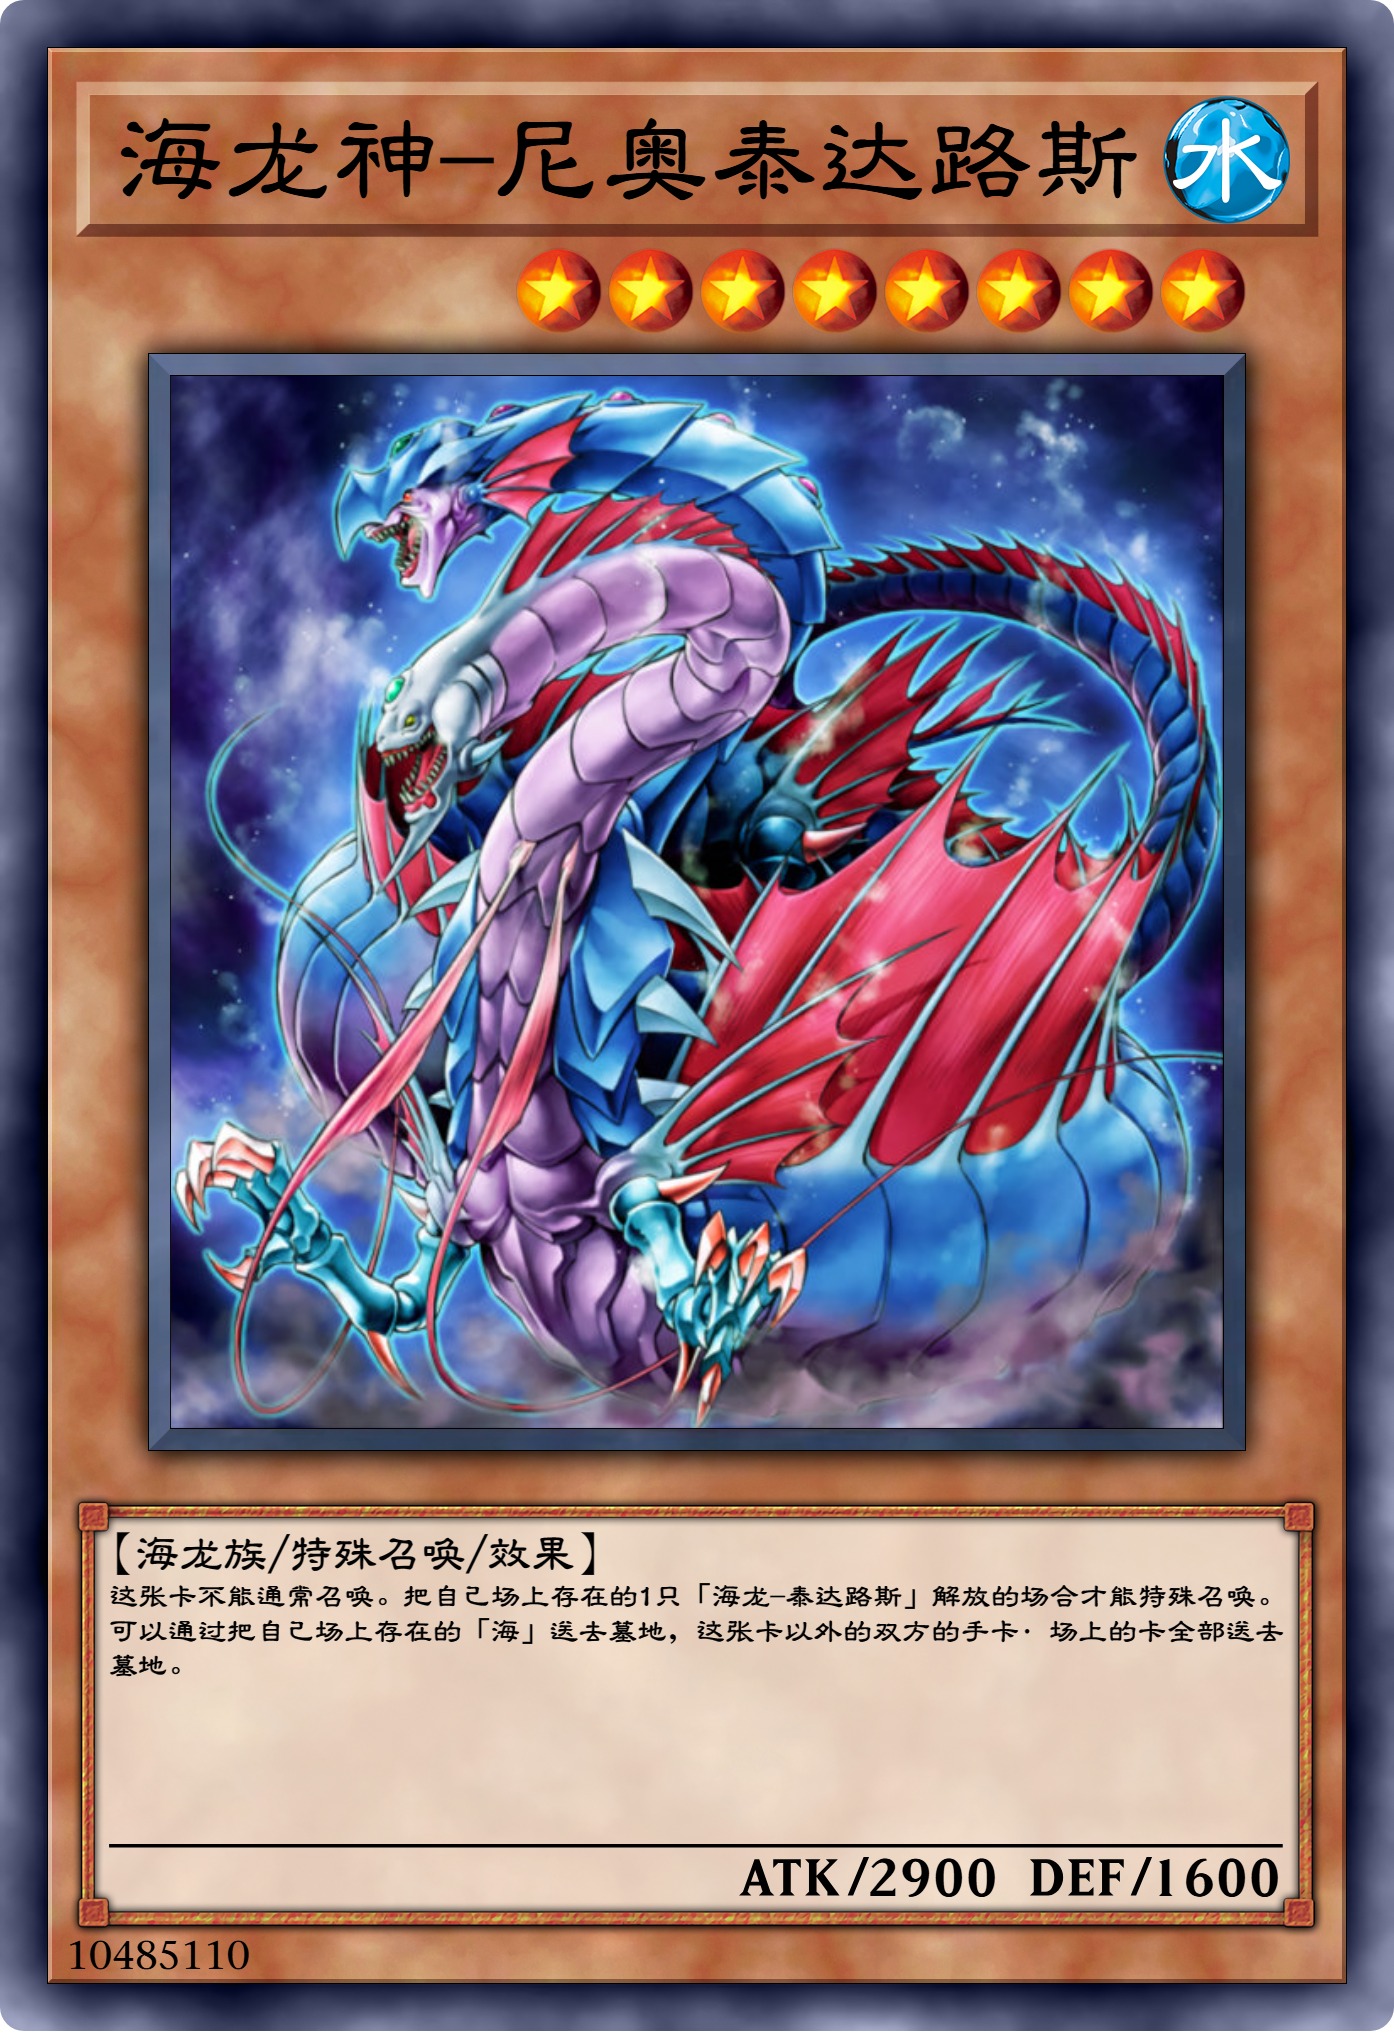 海龙神-尼奥泰达路斯
水
【海龙族/特殊召唤/效果】
这张卡不能通常召唤。把自己场上存在的1只「海龙-泰达路斯」解放的场合才能特殊召唤。
可以通过把自己场上存在的「海」送去墓地，这张卡以外的双方的手卡·场上的卡全部送去
墓地。
ATK/2900 DEF/1600
10485110